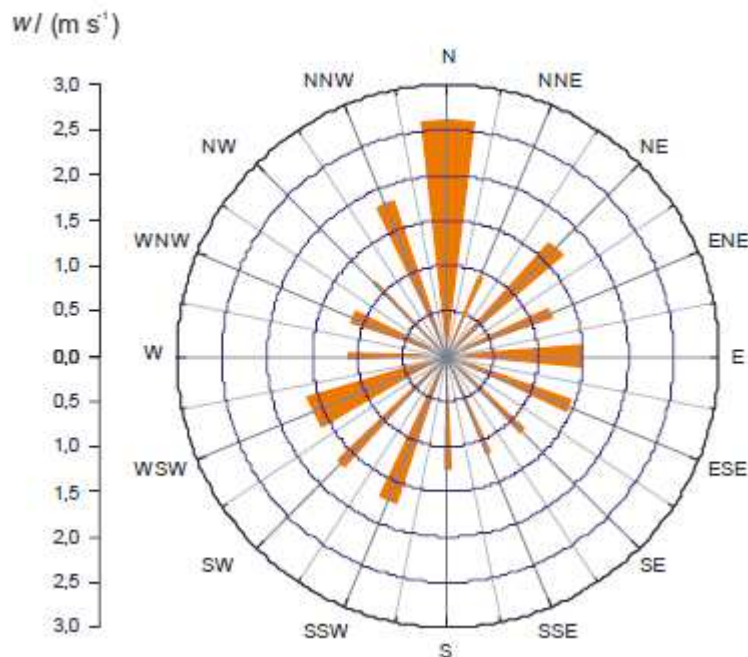 w/ (m s⁻¹)
N
NNW
NNE
3,0
2,5
NW
NE
2,0
1,5
WNW
ENE
1,0
0,5
0,0
W
E
0,5
1,0
WSW
ESE
1,5
2,0
SW
SE
2,5
SSW
SSE
3,0
S